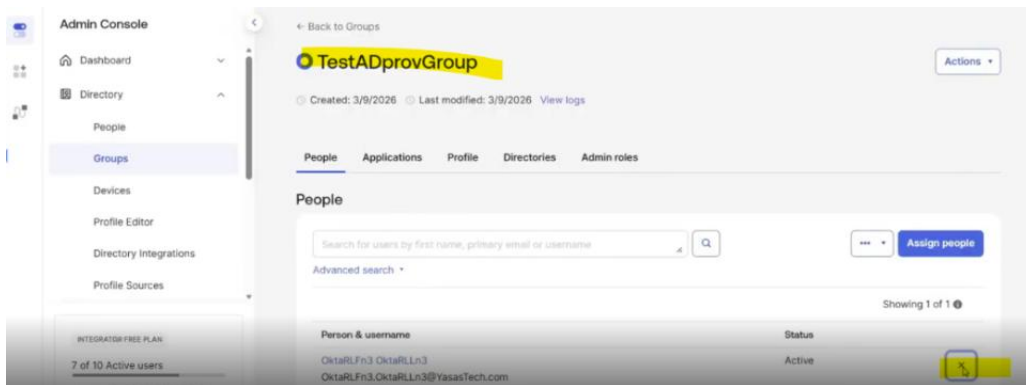 Admin Console
Dashboard
Directory
People
Groups
Devices
Profile Editor
Directory Integrations
Profile Sources
INTEGRATOR FREE PLAN
7 of 10 Active users
← Back to Groups
TestADprovGroup
Actions
Created: 3/9/2026 Last modified: 3/9/2026 View logs
People Applications Profile Directories Admin roles
People
Search for users by first name, primary email or username
Assign people
Advanced search
Showing 1 of 1
Person & username Status
OktaRLFn3 OktaRLLn3 Active
OktaRLFn3.OktaRLLn3@YasasTech.com